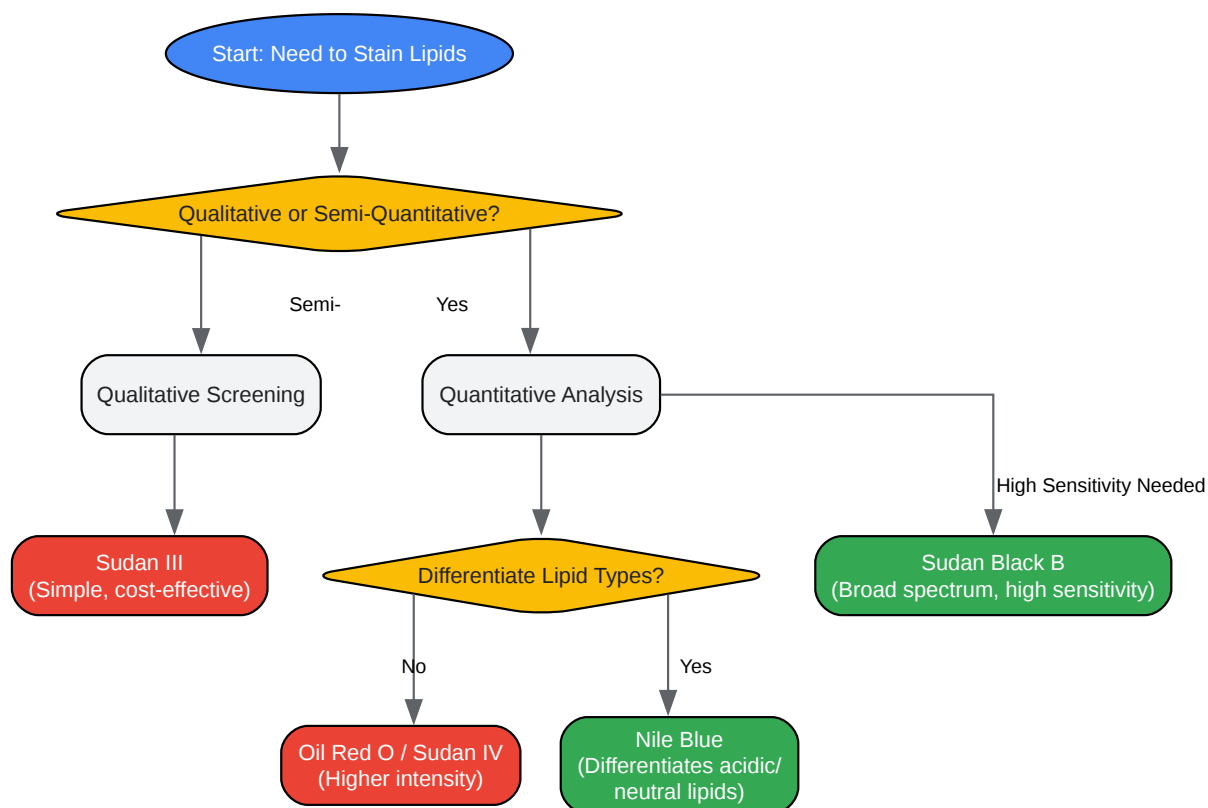 Start: Need to Stain Lipids
Qualitative or Semi-Quantitative?
Semi-
Yes
Qualitative Screening
Quantitative Analysis
High Sensitivity Needed
Sudan III
(Simple, cost-effective)
Differentiate Lipid Types?
Sudan Black B
(Broad spectrum, high sensitivity)
No
Yes
Oil Red O / Sudan IV
(Higher intensity)
Nile Blue
(Differentiates acidic/
neutral lipids)